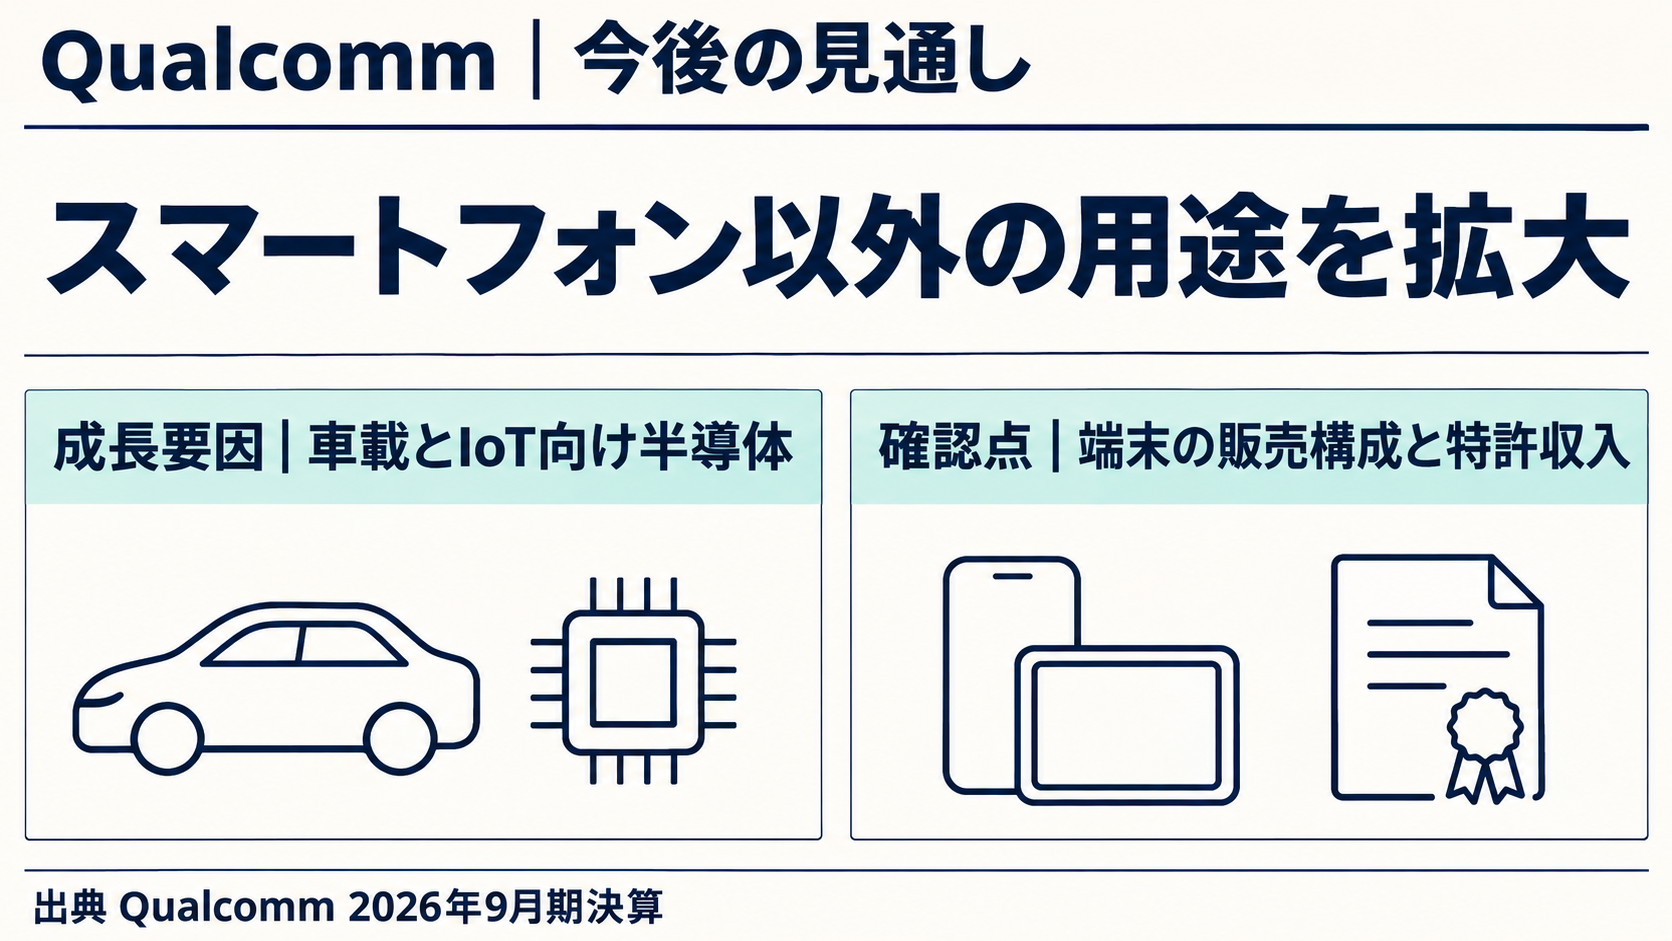 Qualcomm｜今後の見通し
スマートフォン以外の用途を拡大
成長要因｜車載とIoT向け半導体
確認点｜端末の販売構成と特許収入
出典 Qualcomm 2026年9月期決算